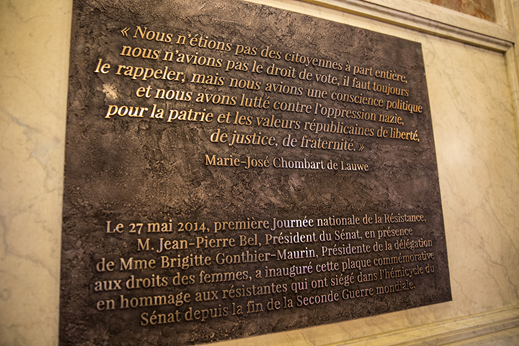 « Nous n'étions pas des citoyennes à part entière,
nous n'avions pas le droit de vote, il faut toujours
le rappeler, mais nous avions une conscience politique
et nous avons lutté contre l'oppression nazie,
pour la patrie et les valeurs républicaines de liberté,
de justice, de fraternité. »
Marie-José Chombart de Lauwe
Le 27 mai 2014, première Journée nationale de la Résistance,
M. Jean-Pierre Bel, Président du Sénat, en présence
de Mme Brigitte Gonthier-Maurin, Présidente de la délégation
aux droits des femmes, a inauguré cette plaque commémorative
en hommage aux résistantes qui ont siégé dans l'Hémicycle du
Sénat depuis la fin de la Seconde Guerre mondiale.